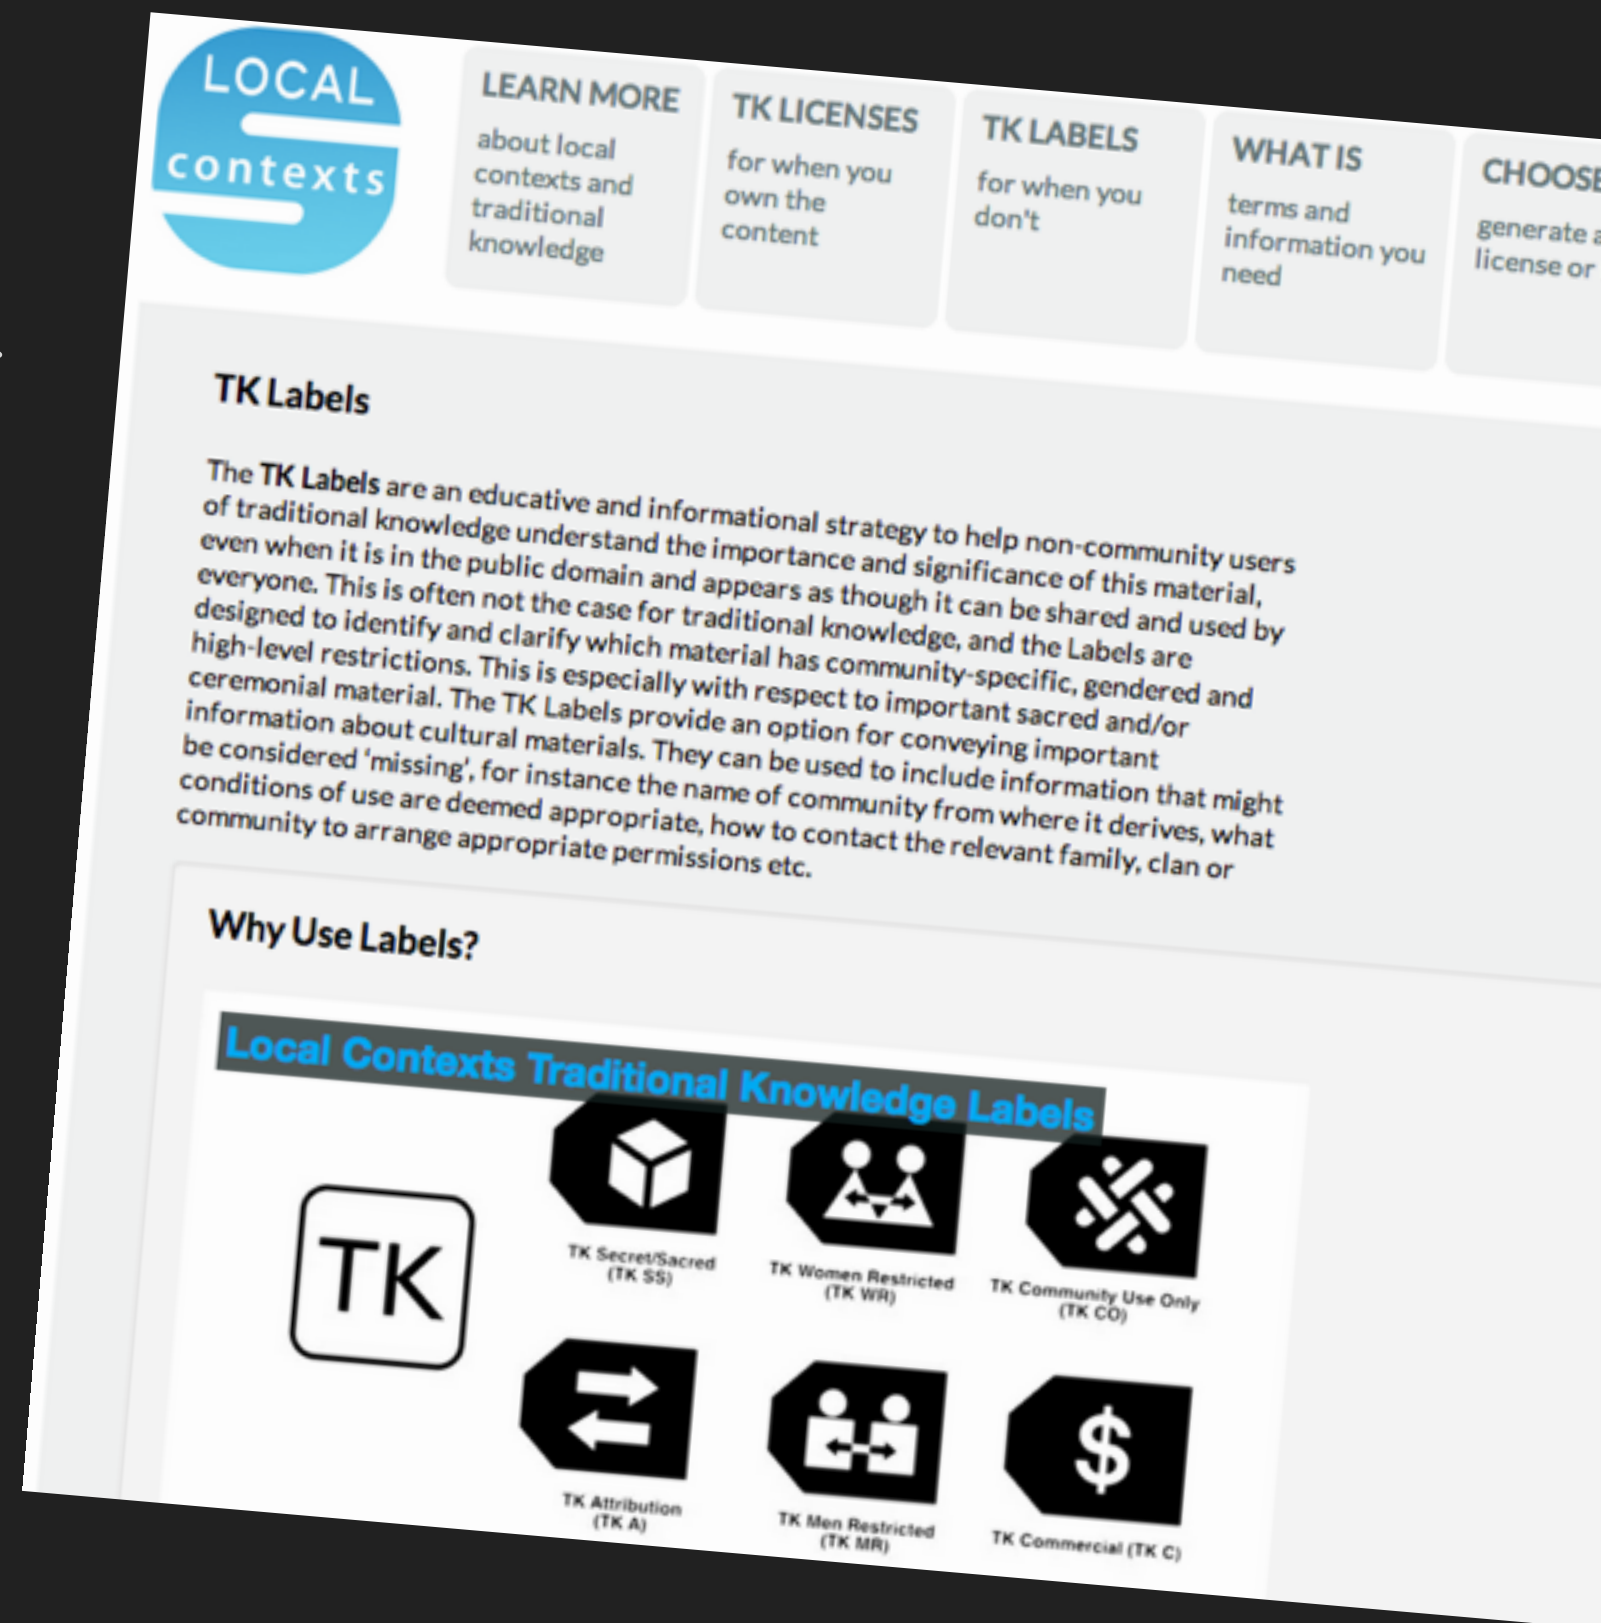 LOCAL
contexts
LEARN MORE
about local
contexts and
traditional
knowledge
TK LICENSES
for when you
own the
content
TK LABELS
for when you
don't
WHAT IS
terms and
information you
need
CHOOSE
generate a
license or
TK Labels
The TK Labels are an educative and informational strategy to help non-community users
of traditional knowledge understand the importance and significance of this material,
even when it is in the public domain and appears as though it can be shared and used by
everyone. This is often not the case for traditional knowledge, and the Labels are
designed to identify and clarify which material has community-specific, gendered and
high-level restrictions. This is especially with respect to important sacred and/or
ceremonial material. The TK Labels provide an option for conveying important
information about cultural materials. They can be used to include information that might
be considered ‘missing’, for instance the name of community from where it derives, what
conditions of use are deemed appropriate, how to contact the relevant family, clan or
community to arrange appropriate permissions etc.
Why Use Labels?
Local Contexts Traditional Knowledge Labels
TK
TK Secret/Sacred
(TK SS)
TK Women Restricted
(TK WR)
TK Community Use Only
(TK CO)
$
TK Attribution
(TK A)
TK Men Restricted
(TK MR)
TK Commercial (TK C)